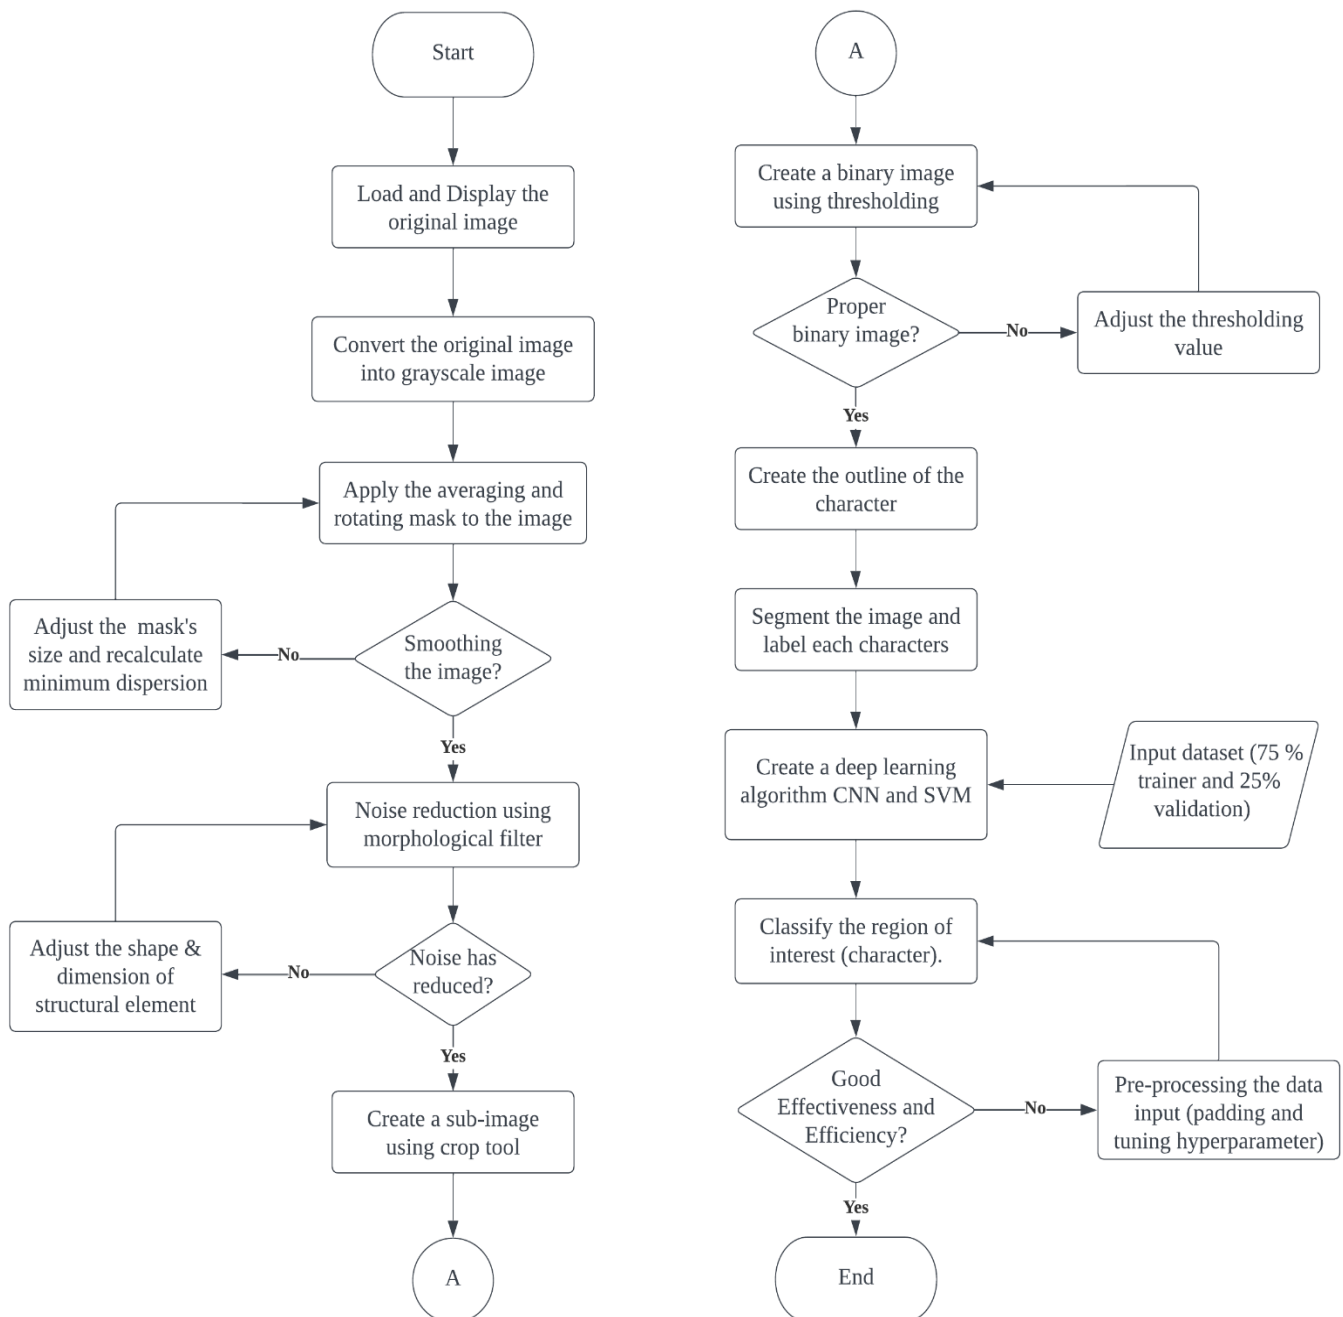 Start
Load and Display the
original image
Convert the original image
into grayscale image
Apply the averaging and
rotating mask to the image
Adjust the  mask's
size and recalculate
minimum dispersion
No
Smoothing
the image?
Yes
Noise reduction using
morphological filter
Adjust the shape &
dimension of
structural element
No
Noise has
reduced?
Yes
Create a sub-image
using crop tool
A
A
Create a binary image
using thresholding
Proper
binary image?
No
Adjust the thresholding
value
Yes
Create the outline of the
character
Segment the image and
label each characters
Create a deep learning
algorithm CNN and SVM
Input dataset (75 %
trainer and 25%
validation)
Classify the region of
interest (character).
Good
Effectiveness and
Efficiency?
No
Pre-processing the data
input (padding and
tuning hyperparameter)
Yes
End